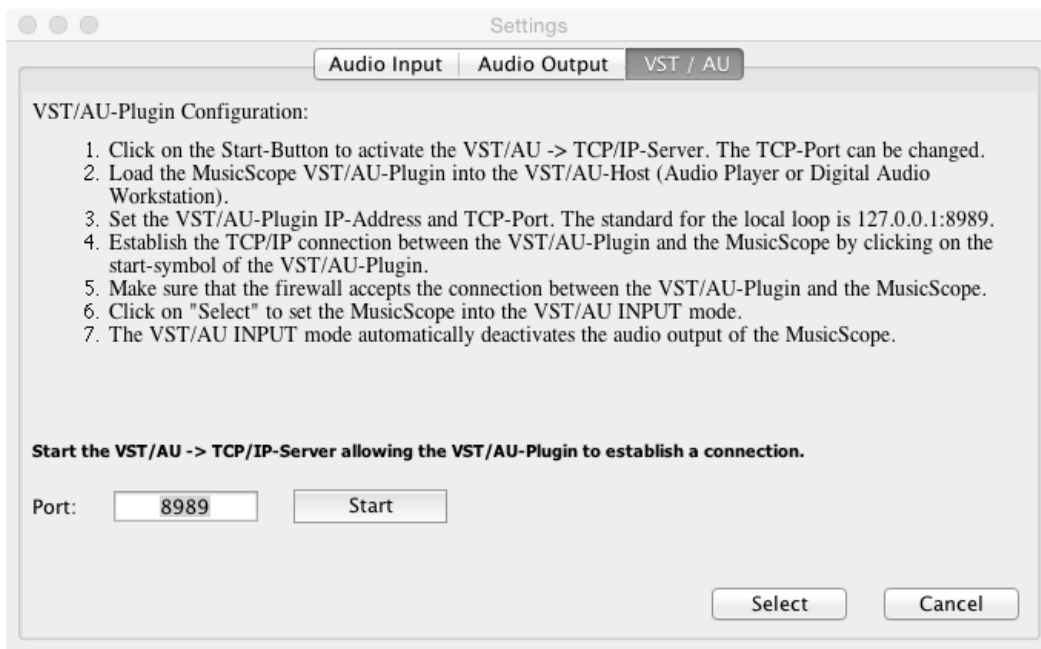 Settings
Audio Input
Audio Output
VST / AU
VST/AU-Plugin Configuration:
1. Click on the Start-Button to activate the VST/AU -> TCP/IP-Server. The TCP-Port can be changed.
2. Load the MusicScope VST/AU-Plugin into the VST/AU-Host (Audio Player or Digital Audio
Workstation).
3. Set the VST/AU-Plugin IP-Address and TCP-Port. The standard for the local loop is 127.0.0.1:8989.
4. Establish the TCP/IP connection between the VST/AU-Plugin and the MusicScope by clicking on the
start-symbol of the VST/AU-Plugin.
5. Make sure that the firewall accepts the connection between the VST/AU-Plugin and the MusicScope.
6. Click on "Select" to set the MusicScope into the VST/AU INPUT mode.
7. The VST/AU INPUT mode automatically deactivates the audio output of the MusicScope.
Start the VST/AU -> TCP/IP-Server allowing the VST/AU-Plugin to establish a connection.
Port: 8989 Start
Select Cancel